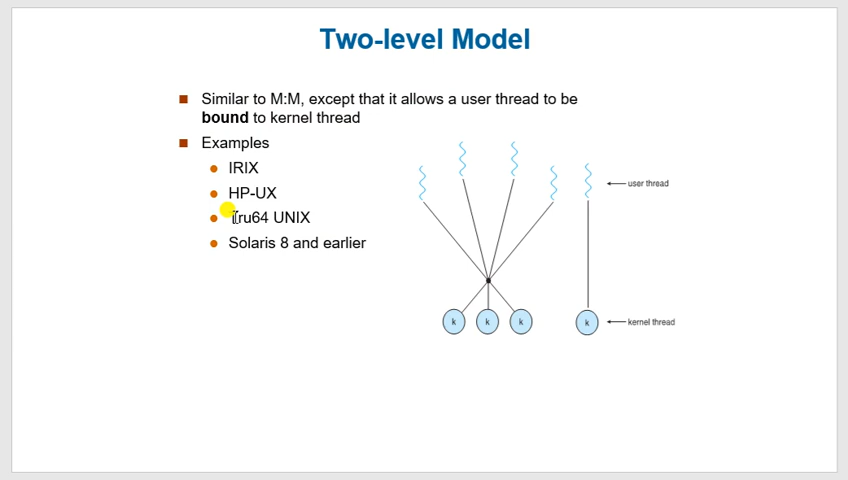 Two-level Model
Similar to M:M, except that it allows a user thread to be
bound to kernel thread
Examples
IRIX
HP-UX
Tru64 UNIX
Solaris 8 and earlier
user thread
k k k k
kernel thread